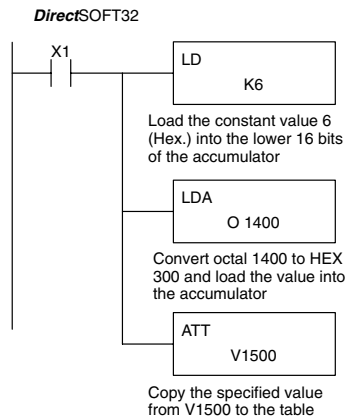 DirectSOFT32
X1
LD
K6
Load the constant value 6
(Hex.) into the lower 16 bits
of the accumulator
LDA
O 1400
Convert octal 1400 to HEX
300 and load the value into
the accumulator
ATT
V1500
Copy the specified value
from V1500 to the table